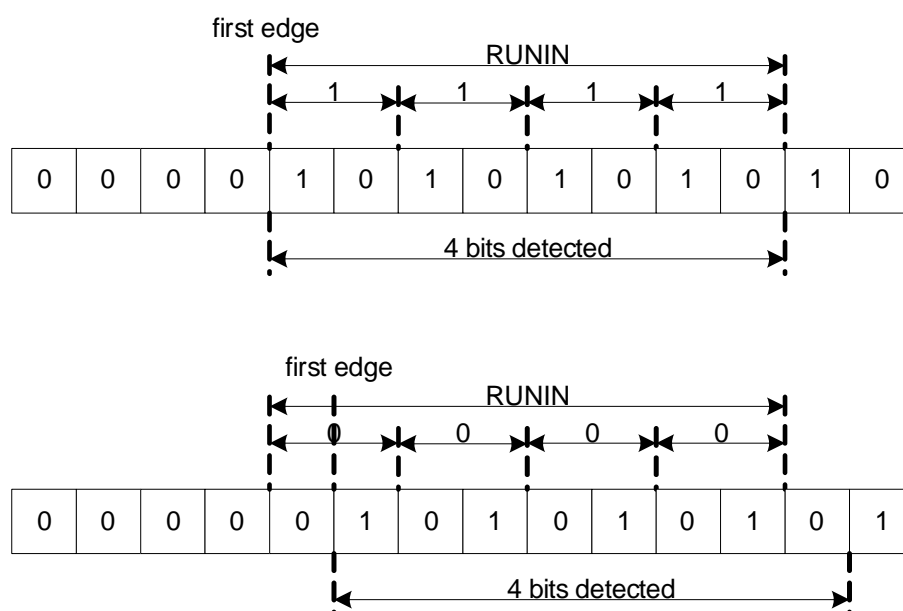 first edge
RUNIN
1 1 1 1
0 0 0 0 1 0 1 0 1 0 1 0 1 0
4 bits detected
first edge
RUNIN
0 0 0 0
0 0 0 0 0 1 0 1 0 1 0 1 0 1
4 bits detected